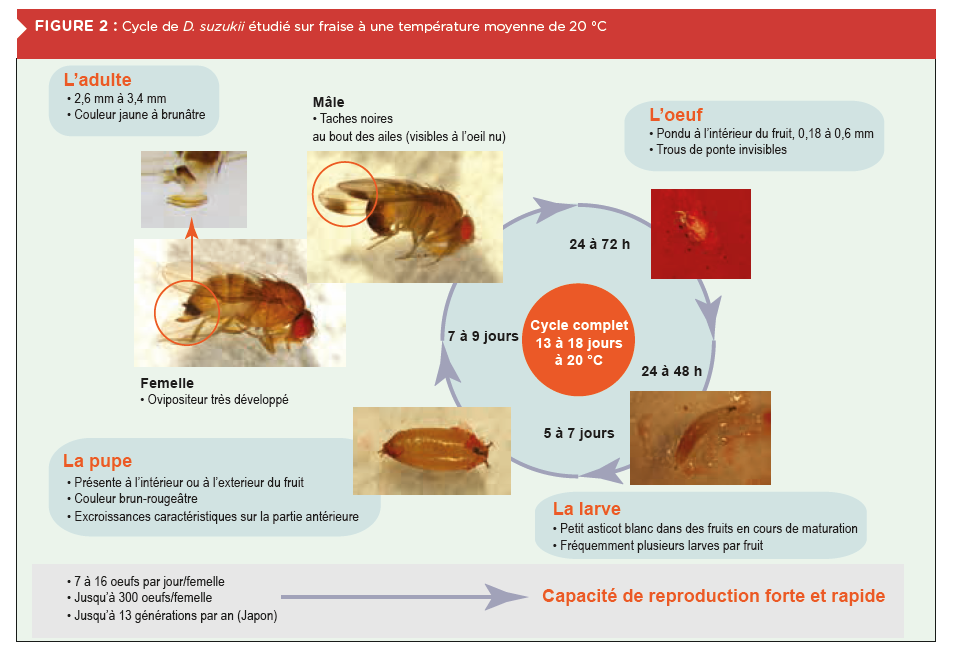 FIGURE 2 : Cycle de D. suzukii étudié sur fraise à une température moyenne de 20 °C
L'adulte
• 2,6 mm à 3,4 mm
• Couleur jaune à brunâtre
Mâle
• Taches noires
au bout des ailes (visibles à l'oeil nu)
L'oeuf
• Pondu à l'intérieur du fruit, 0,18 à 0,6 mm
• Trous de ponte invisibles
24 à 72 h
Cycle complet
13 à 18 jours
à 20 °C
7 à 9 jours
24 à 48 h
5 à 7 jours
Femelle
• Ovipositeur très développé
La pupe
• Présente à l'intérieur ou à l'exterieur du fruit
• Couleur brun-rougeâtre
• Excroissances caractéristiques sur la partie antérieure
La larve
• Petit asticot blanc dans des fruits en cours de maturation
• Fréquemment plusieurs larves par fruit
• 7 à 16 oeufs par jour/femelle
• Jusqu'à 300 oeufs/femelle
• Jusqu'à 13 générations par an (Japon)
Capacité de reproduction forte et rapide